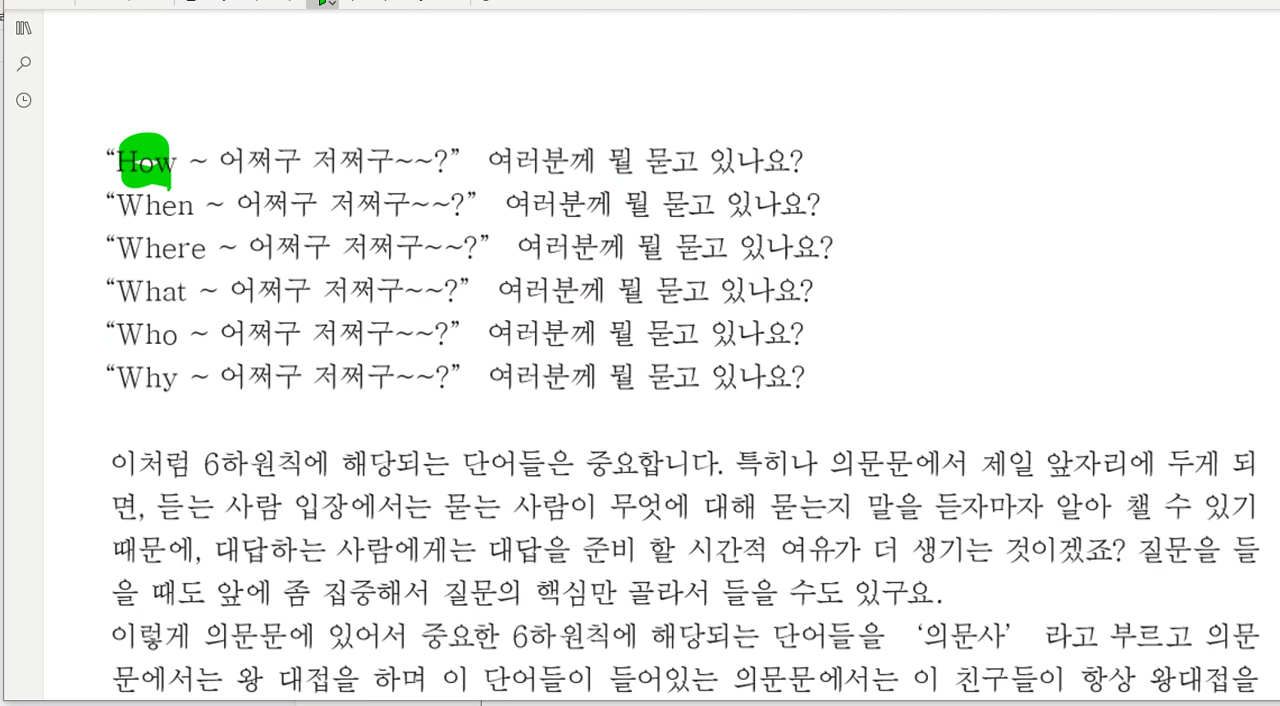 “How ~ 어쩌구 저쩌구~~?” 여러분께 뭘 묻고 있나요?
“When ~ 어쩌구 저쩌구~~?” 여러분께 뭘 묻고 있나요?
“Where ~ 어쩌구 저쩌구~~?” 여러분께 뭘 묻고 있나요?
“What ~ 어쩌구 저쩌구~~?” 여러분께 뭘 묻고 있나요?
“Who ~ 어쩌구 저쩌구~~?” 여러분께 뭘 묻고 있나요?
“Why ~ 어쩌구 저쩌구~~?” 여러분께 뭘 묻고 있나요?
이처럼 6하원칙에 해당되는 단어들은 중요합니다. 특히나 의문문에서 제일 앞자리에 두게 되
면, 듣는 사람 입장에서는 묻는 사람이 무엇에 대해 묻는지 말을 듣자마자 알아 챌 수 있기
때문에, 대답하는 사람에게는 대답을 준비 할 시간적 여유가 더 생기는 것이겠죠? 질문을 들
을 때도 앞에 좀 집중해서 질문의 핵심만 골라서 들을 수도 있구요.
이렇게 의문문에 있어서 중요한 6하원칙에 해당되는 단어들을 ‘의문사’ 라고 부르고 의문
문에서는 왕 대접을 하며 이 단어들이 들어있는 의문문에서는 이 친구들이 항상 왕대접을